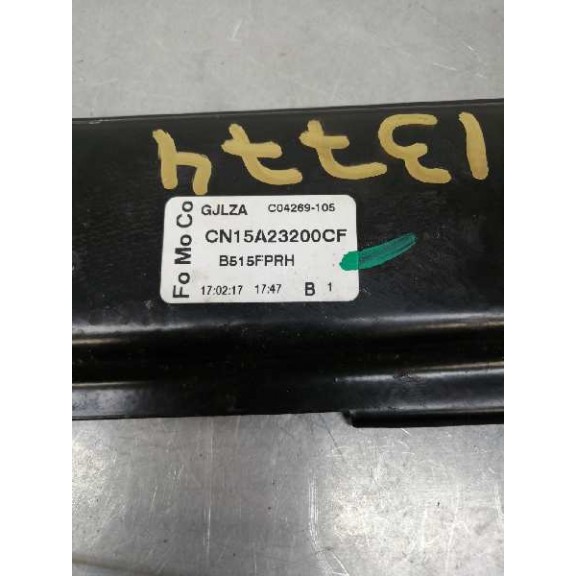 13774
Fo Mo Co
GJLZA C04269-105
CN15A23200CF
B515FPRH
17:02:17 17:47 B 1